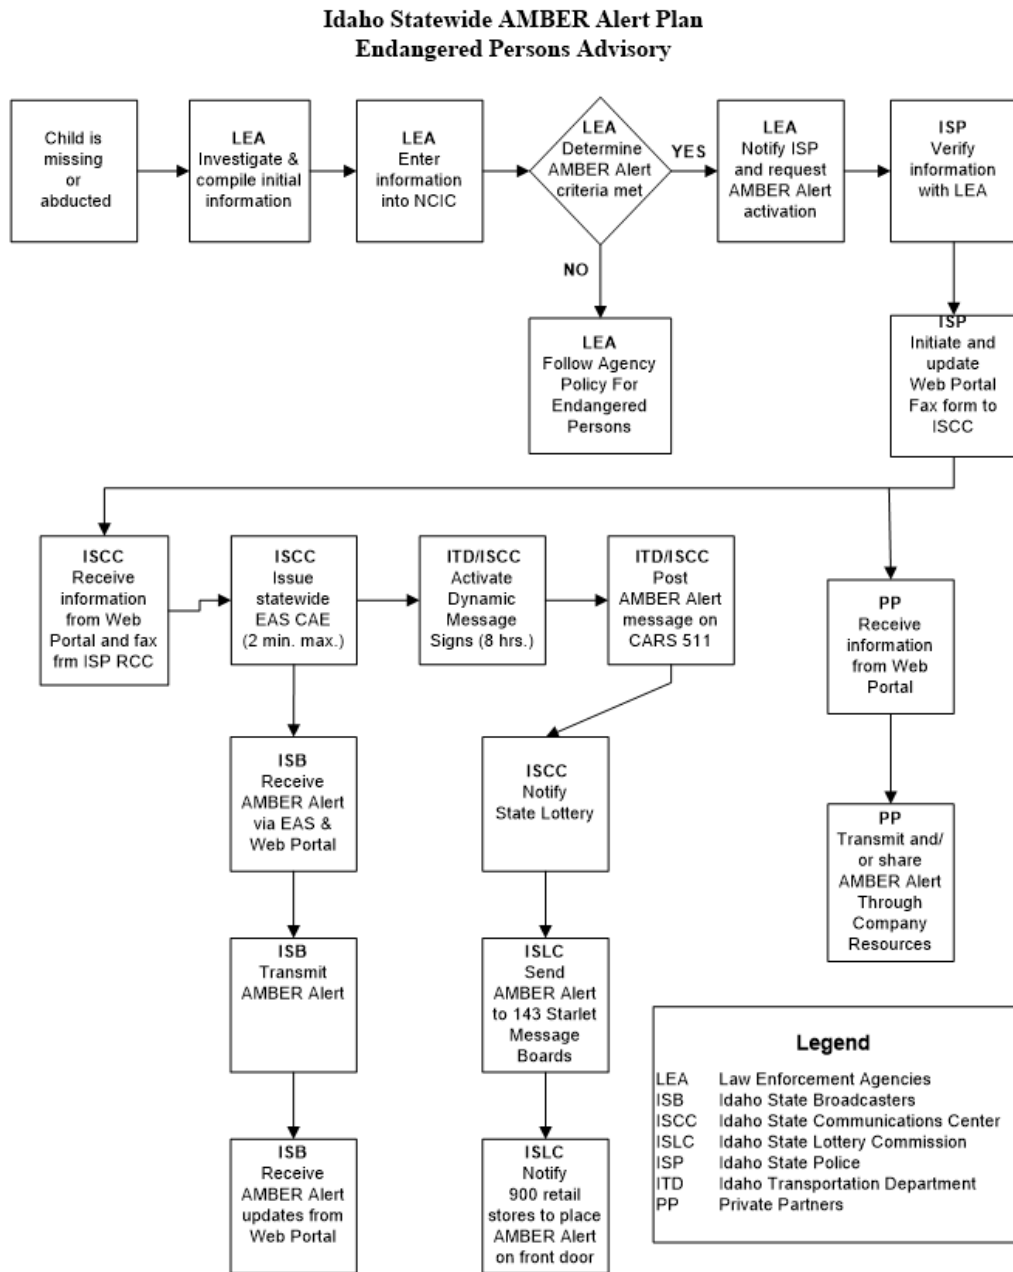 Idaho Statewide AMBER Alert Plan
Endangered Persons Advisory
Child is
missing
or
abducted
LEA
Investigate &
compile initial
information
LEA
Enter
information
into NCIC
LEA
Determine
AMBER Alert
criteria met
YES
NO
LEA
Notify ISP
and request
AMBER Alert
activation
ISP
Verify
information
with LEA
LEA
Follow Agency
Policy For
Endangered
Persons
ISP
Initiate and
update
Web Portal
Fax form to
ISCC
ISCC
Receive
information
from Web
Portal and fax
frm ISP RCC
ISCC
Issue
statewide
EAS CAE
(2 min. max.)
ITD/ISCC
Activate
Dynamic
Message
Signs (8 hrs.)
ITD/ISCC
Post
AMBER Alert
message on
CARS 511
PP
Receive
information
from Web
Portal
ISB
Receive
AMBER Alert
via EAS &
Web Portal
ISCC
Notify
State Lottery
PP
Transmit and/
or share
AMBER Alert
Through
Company
Resources
ISB
Transmit
AMBER Alert
ISLC
Send
AMBER Alert
to 143 Starlet
Message
Boards
ISB
Receive
AMBER Alert
updates from
Web Portal
ISLC
Notify
900 retail
stores to place
AMBER Alert
on front door
Legend
LEA Law Enforcement Agencies
ISB Idaho State Broadcasters
ISCC Idaho State Communications Center
ISLC Idaho State Lottery Commission
ISP Idaho State Police
ITD Idaho Transportation Department
PP Private Partners